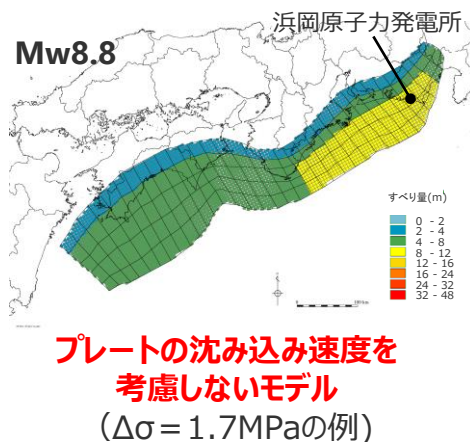 浜岡原子力発電所
Mw8.8
すべり量(m)
0 - 2
2 - 4
4 - 8
8 - 12
12 - 16
16 - 24
24 - 32
32 - 48
プレートの沈み込み速度を
考慮しないモデル
（Δσ＝1.7MPaの例)